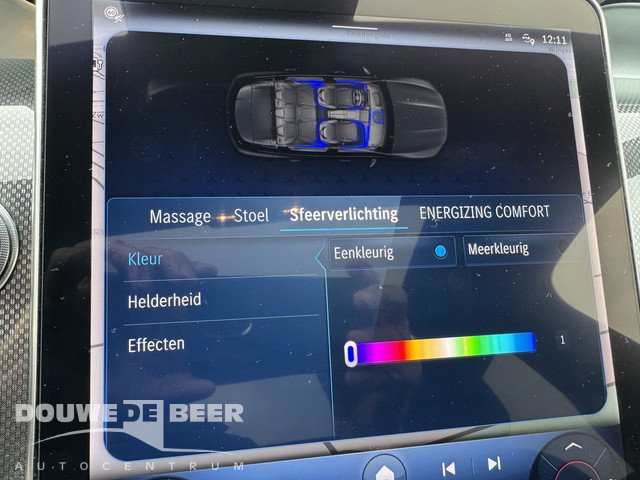 12:11
Massage Stoel Sfeerverlichting ENERGIZING COMFORT
Kleur
Eenkleurig
Meerkleurig
Helderheid
Effecten
1
DOUWE DE BEER
AUTOCENTRUM